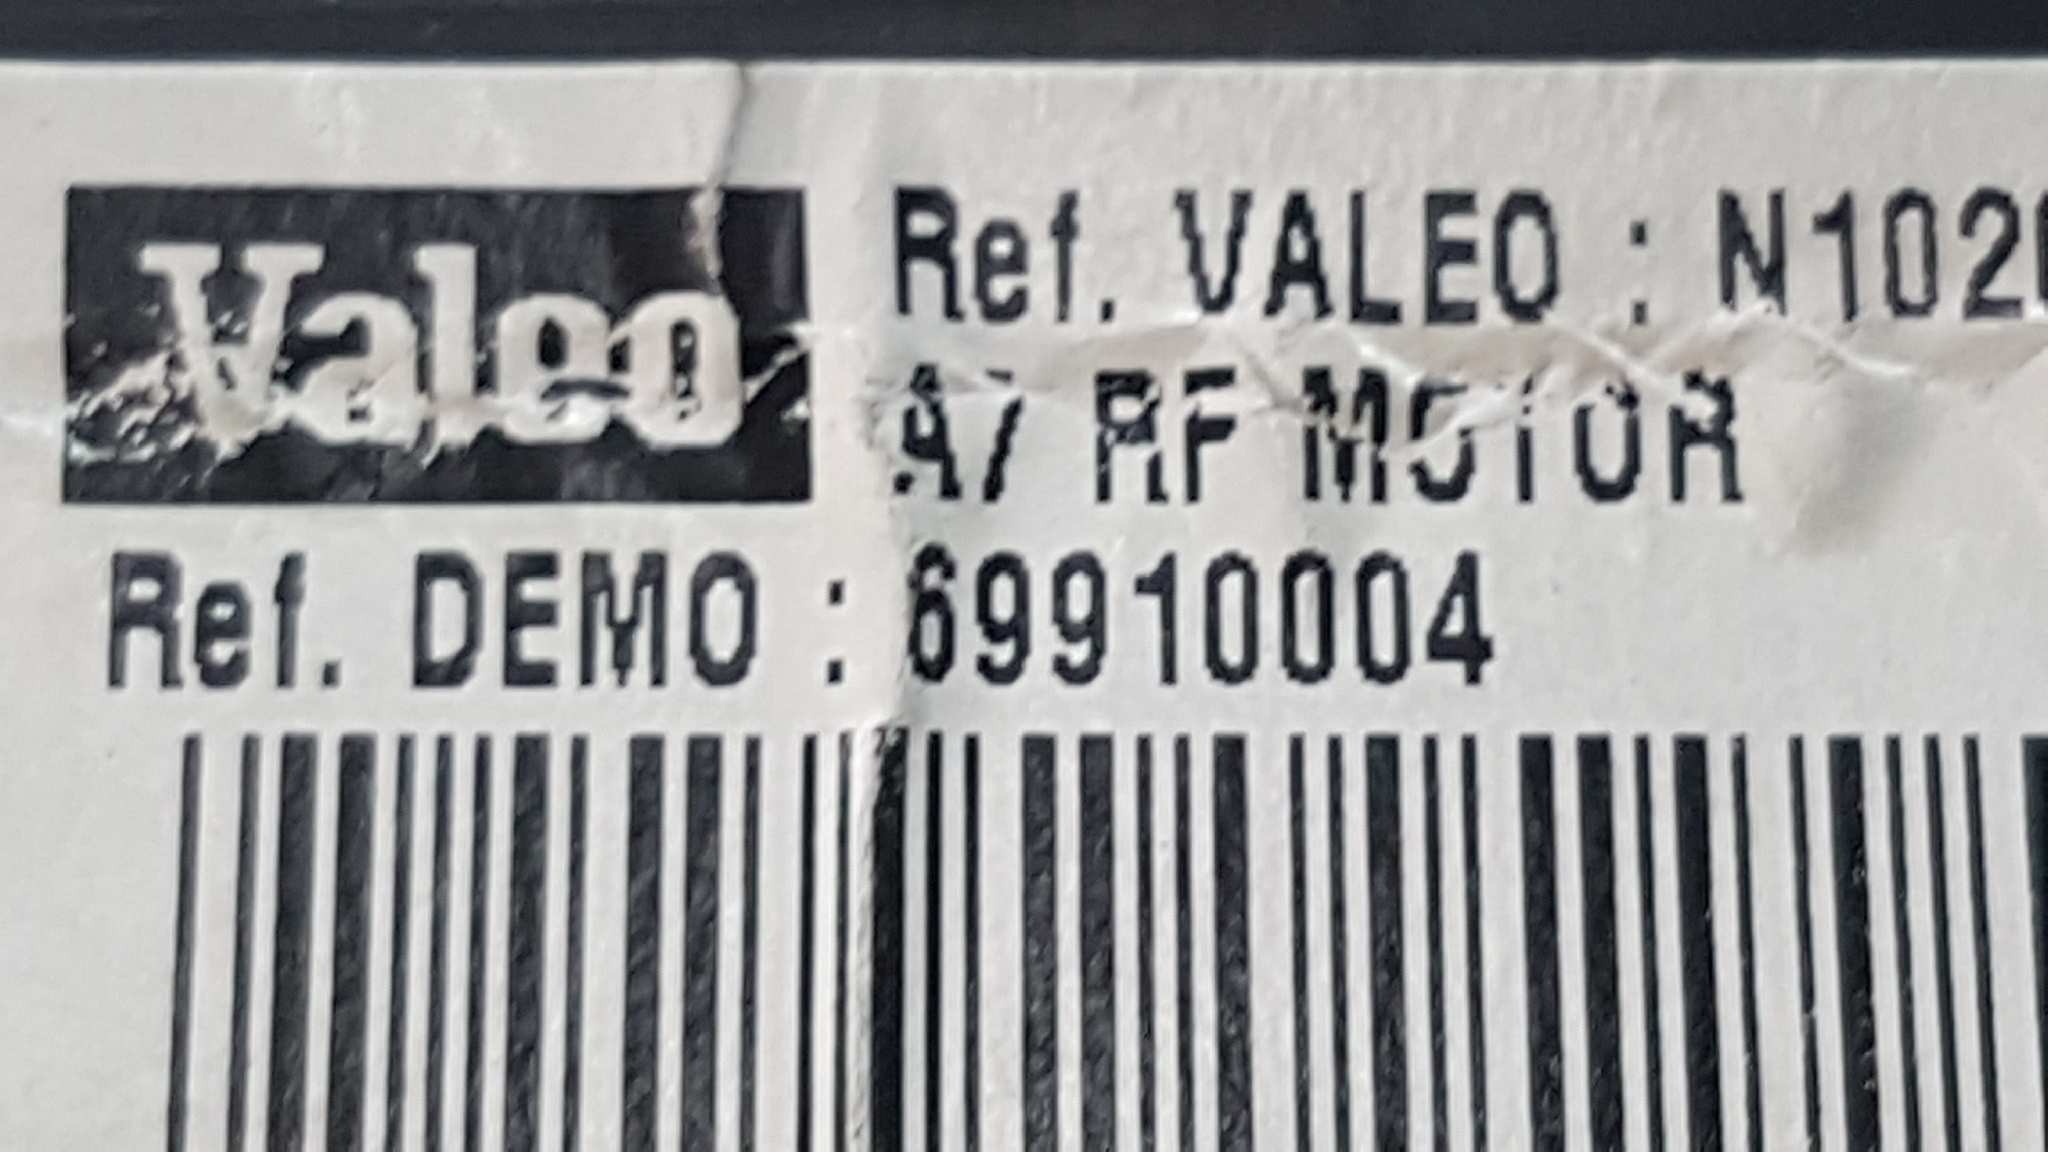 Valeo
Ref. VALEO : N102
A7 RF MOTOR
Ref. DEMO : 69910004